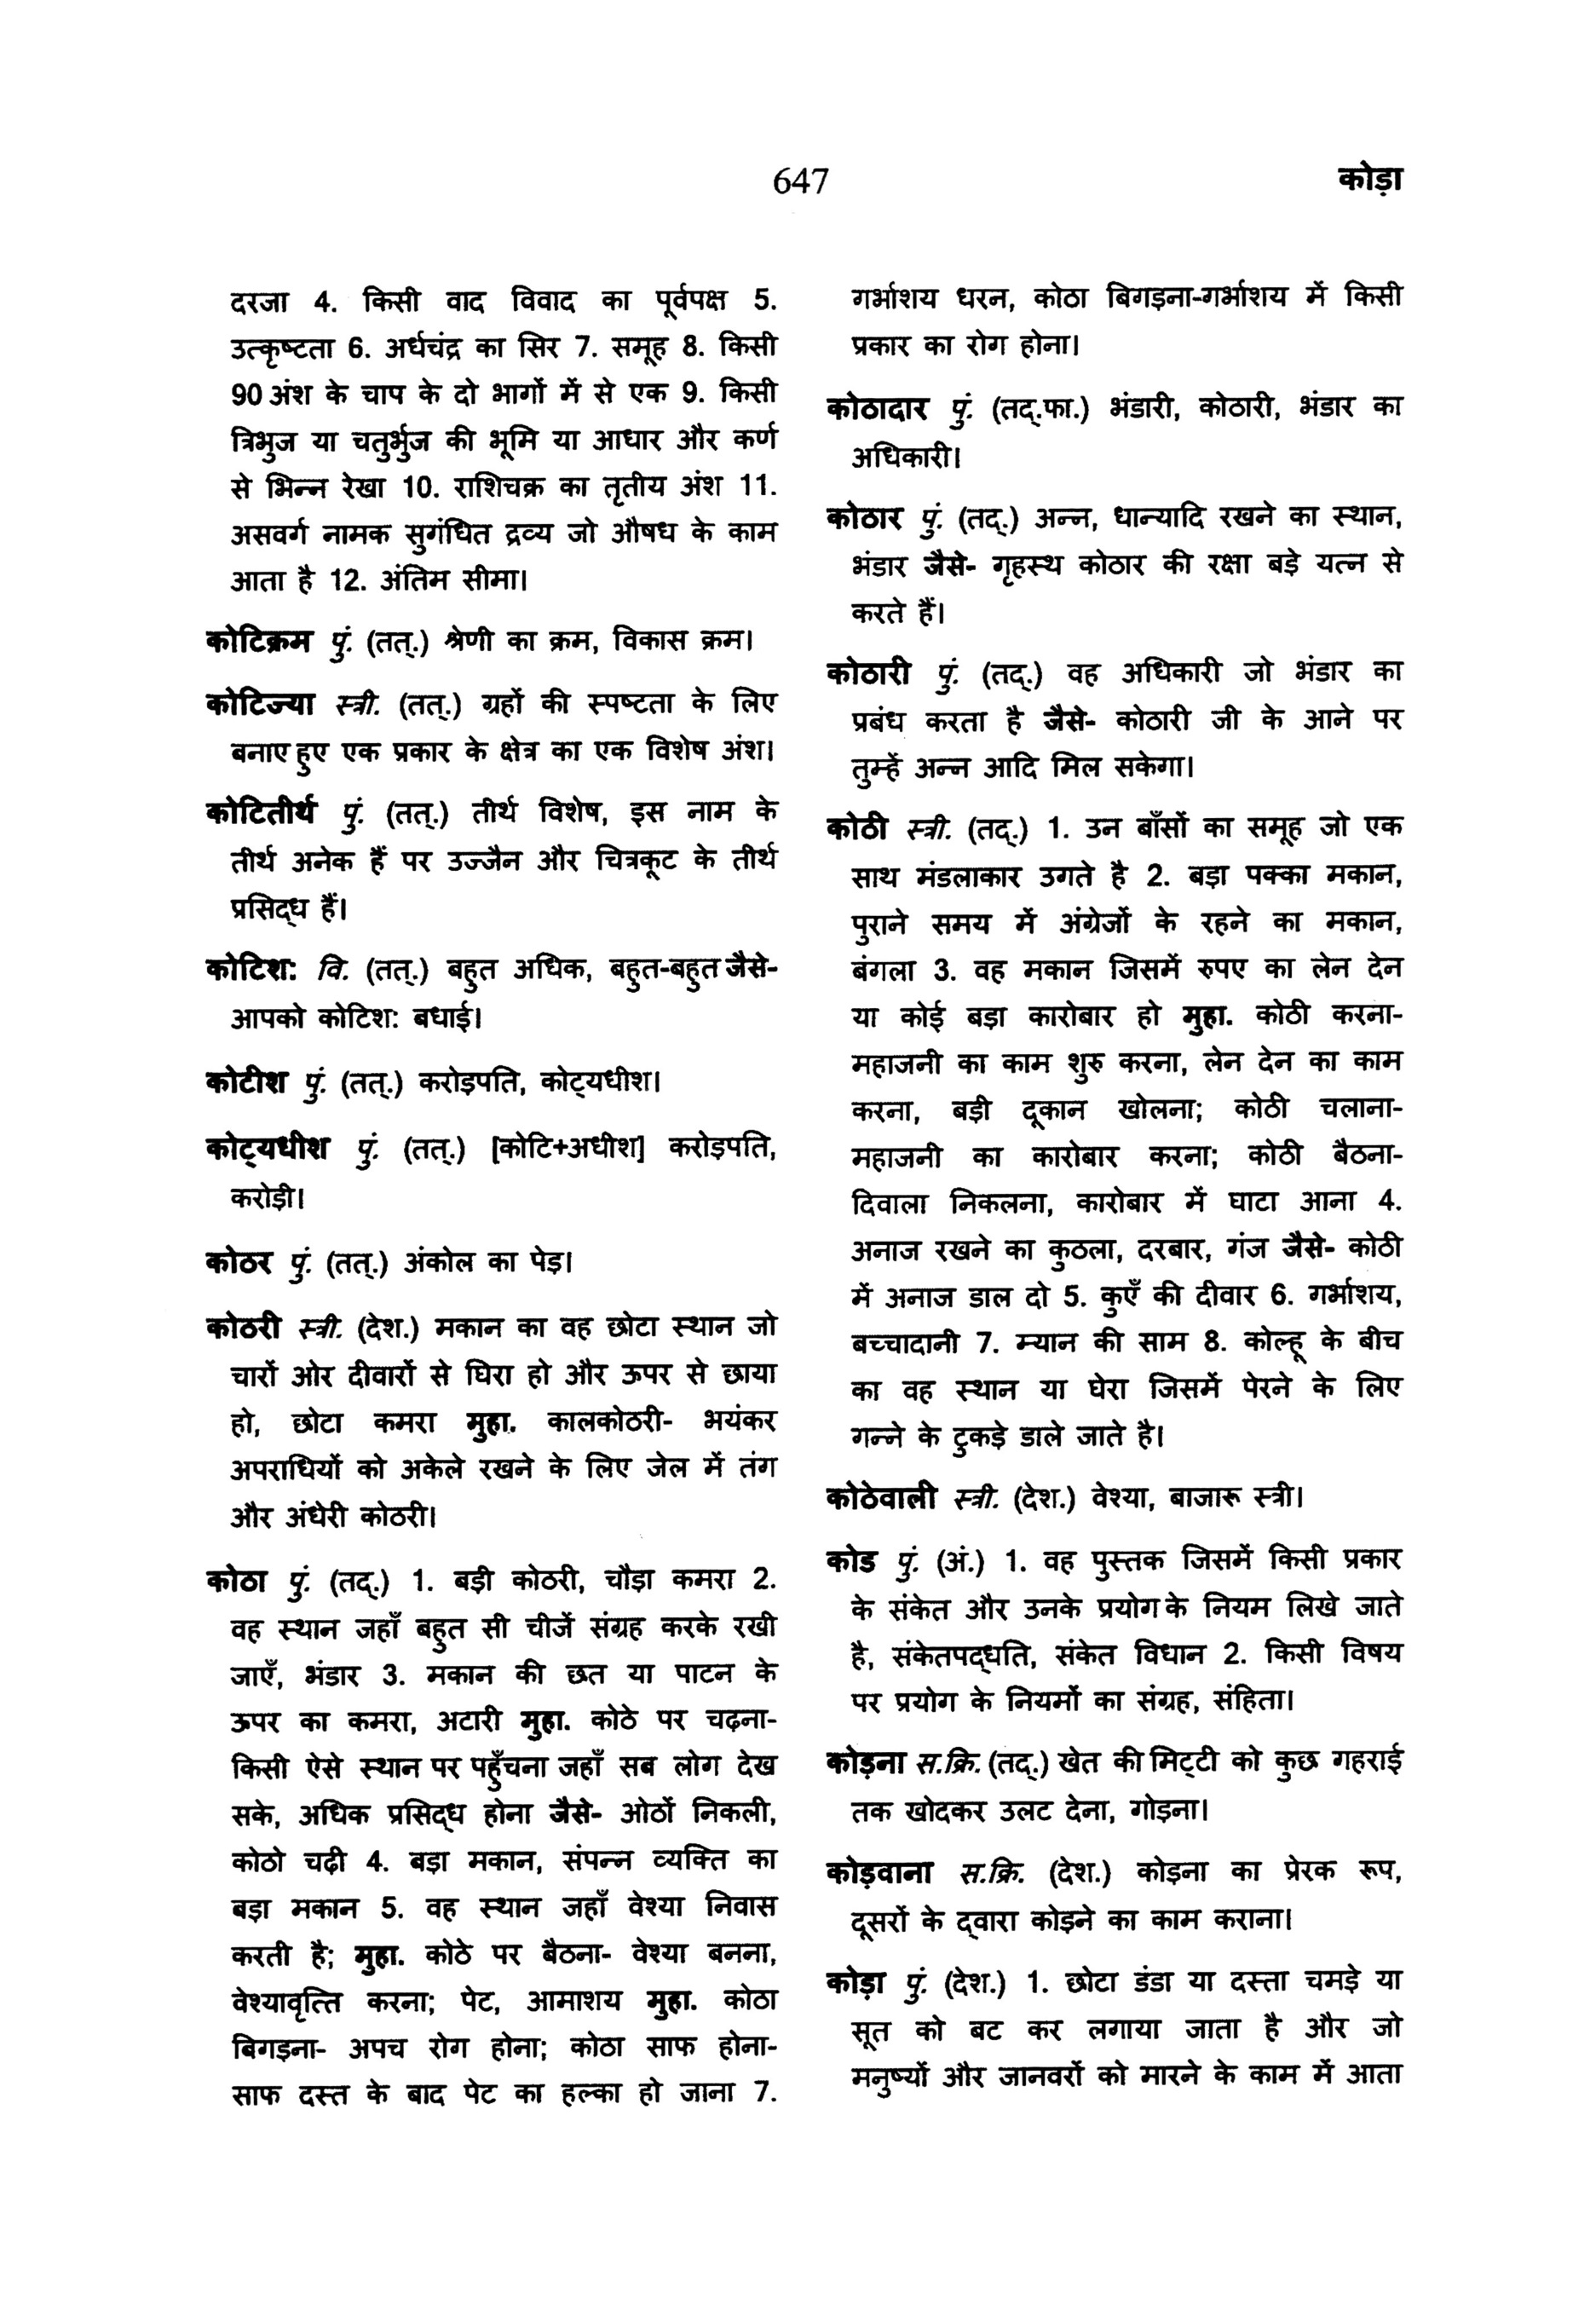 647
कोड़ा
दरजा 4. किसी वाद विवाद का पूर्वपक्ष 5.
उत्कृष्टता 6. अर्धचंद्र का सिर 7. समूह 8. किसी
90 अंश के चाप के दो भागों में से एक 9. किसी
त्रिभुज या चतुर्भुज की भूमि या आधार और कर्ण
से भिन्न रेखा 10. राशिचक्र का तृतीय अंश 11.
असवर्ग नामक सुगंधित द्रव्य जो औषध के काम
आता है 12. अंतिम सीमा।
कोटिक्रम पुं. (तत्.) श्रेणी का क्रम, विकास क्रम।
कोटिज्या स्त्री. (तत्.) ग्रहों की स्पष्टता के लिए
बनाए हुए एक प्रकार के क्षेत्र का एक विशेष अंश।
कोटितीर्थ पुं. (तत्.) तीर्थ विशेष, इस नाम के
तीर्थ अनेक हैं पर उज्जैन और चित्रकूट के तीर्थ
प्रसिद्ध हैं।
कोटिश: वि. (तत्.) बहुत अधिक, बहुत-बहुत जैसे-
आपको कोटिश: बधाई।
कोटीश पुं. (तत्.) करोड़पति, कोट्यधीश।
कोट्यधीश पुं. (तत्.) [कोटि+अधीश] करोड़पति,
करोड़ी।
कोठर पुं. (तत्.) अंकोल का पेड़।
कोठरी स्त्री. (देश.) मकान का वह छोटा स्थान जो
चारों ओर दीवारों से घिरा हो और ऊपर से छाया
हो, छोटा कमरा मुहा. कालकोठरी- भयंकर
अपराधियों को अकेले रखने के लिए जेल में तंग
और अंधेरी कोठरी।
कोठा पुं. (तद्.) 1. बड़ी कोठरी, चौड़ा कमरा 2.
वह स्थान जहाँ बहुत सी चीजें संग्रह करके रखी
जाएँ, भंडार 3. मकान की छत या पाटन के
ऊपर का कमरा, अटारी मुहा. कोठे पर चढ़ना-
किसी ऐसे स्थान पर पहुँचना जहाँ सब लोग देख
सके, अधिक प्रसिद्ध होना जैसे- ओठों निकली,
कोठो चढ़ी 4. बड़ा मकान, संपन्न व्यक्ति का
बड़ा मकान 5. वह स्थान जहाँ वेश्या निवास
करती है; मुहा. कोठे पर बैठना- वेश्या बनना,
वेश्यावृत्ति करना; पेट, आमाशय मुहा. कोठा
बिगड़ना- अपच रोग होना; कोठा साफ होना-
साफ दस्त के बाद पेट का हल्का हो जाना 7.
गर्भाशय धरन, कोठा बिगड़ना-गर्भाशय में किसी
प्रकार का रोग होना।
कोठादार पुं. (तद्.फा.) भंडारी, कोठारी, भंडार का
अधिकारी।
कोठार पुं. (तद्.) अन्न, धान्यादि रखने का स्थान,
भंडार जैसे- गृहस्थ कोठार की रक्षा बड़े यत्न से
करते हैं।
कोठारी पुं. (तद्.) वह अधिकारी जो भंडार का
प्रबंध करता है जैसे- कोठारी जी के आने पर
तुम्हें अन्न आदि मिल सकेगा।
कोठी स्त्री. (तद्.) 1. उन बाँसों का समूह जो एक
साथ मंडलाकार उगते है 2. बड़ा पक्का मकान,
पुराने समय में अंग्रेजों के रहने का मकान,
बंगला 3. वह मकान जिसमें रुपए का लेन देन
या कोई बड़ा कारोबार हो मुहा. कोठी करना-
महाजनी का काम शुरु करना, लेन देन का काम
करना, बड़ी दूकान खोलना; कोठी चलाना-
महाजनी का कारोबार करना; कोठी बैठना-
दिवाला निकलना, कारोबार में घाटा आना 4.
अनाज रखने का कुठला, दरबार, गंज जैसे- कोठी
में अनाज डाल दो 5. कुएँ की दीवार 6. गर्भाशय,
बच्चादानी 7. म्यान की साम 8. कोल्हू के बीच
का वह स्थान या घेरा जिसमें पेरने के लिए
गन्ने के टुकड़े डाले जाते है।
कोठेवाली स्त्री. (देश.) वेश्या, बाजारू स्त्री।
कोड पुं. (अं.) 1. वह पुस्तक जिसमें किसी प्रकार
के संकेत और उनके प्रयोग के नियम लिखे जाते
है, संकेतपद्धति, संकेत विधान 2. किसी विषय
पर प्रयोग के नियमों का संग्रह, संहिता।
कोड़ना स.क्रि. (तद्.) खेत की मिट्टी को कुछ गहराई
तक खोदकर उलट देना, गोड़ना।
कोड़वाना स.क्रि. (देश.) कोड़ना का प्रेरक रूप,
दूसरों के द्वारा कोड़ने का काम कराना।
कोड़ा पुं. (देश.) 1. छोटा डंडा या दस्ता चमड़े या
सूत को बट कर लगाया जाता है और जो
मनुष्यों और जानवरों को मारने के काम में आता